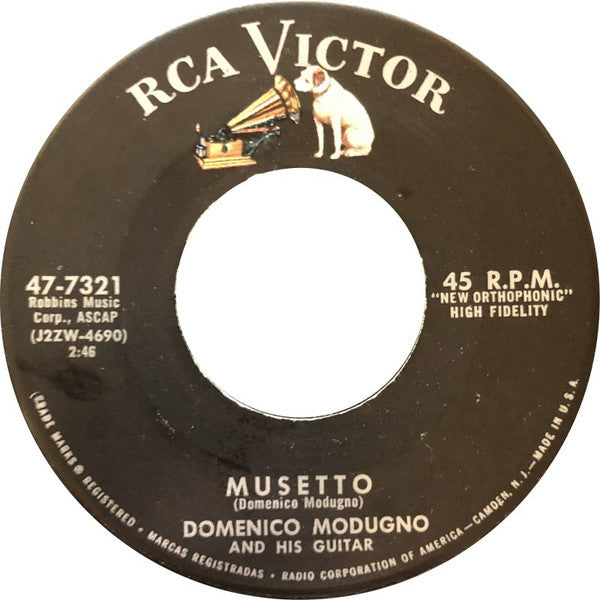 RCA VICTOR
47-7321
Robbins Music
Corp., ASCAP
(J2ZW-4690)
2:46
45 R.P.M.
"NEW ORTHOPHONIC"
HIGH FIDELITY
MUSETTO
(Domenico Modugno)
DOMENICO MODUGNO
AND HIS GUITAR
(TRADE MARKS ® REGISTERED • MARCAS REGISTRADAS • RADIO CORPORATION OF AMERICA—CAMDEN, N. J.—MADE IN U.S.A.